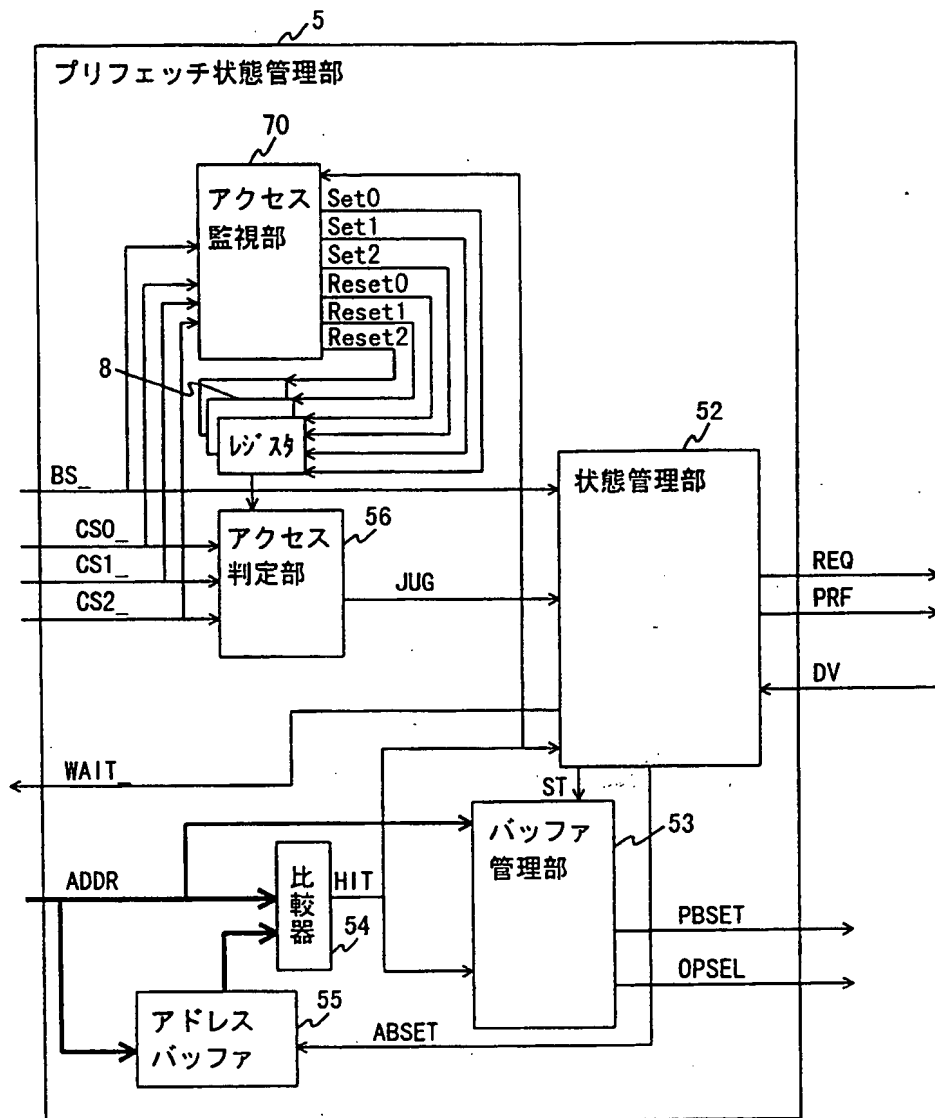 5
プリフェッチ状態管理部
70
アクセス
監視部
Set0
Set1
Set2
Reset0
Reset1
Reset2
8
レジスタ
52
状態管理部
BS_
56
CS0_
アクセス
判定部
CS1_
CS2_
JUG
REQ
PRF
DV
WAIT_
ST
バッファ
管理部
53
ADDR
比較器
HIT
54
PBSET
OPSEL
55
アドレス
バッファ
ABSET